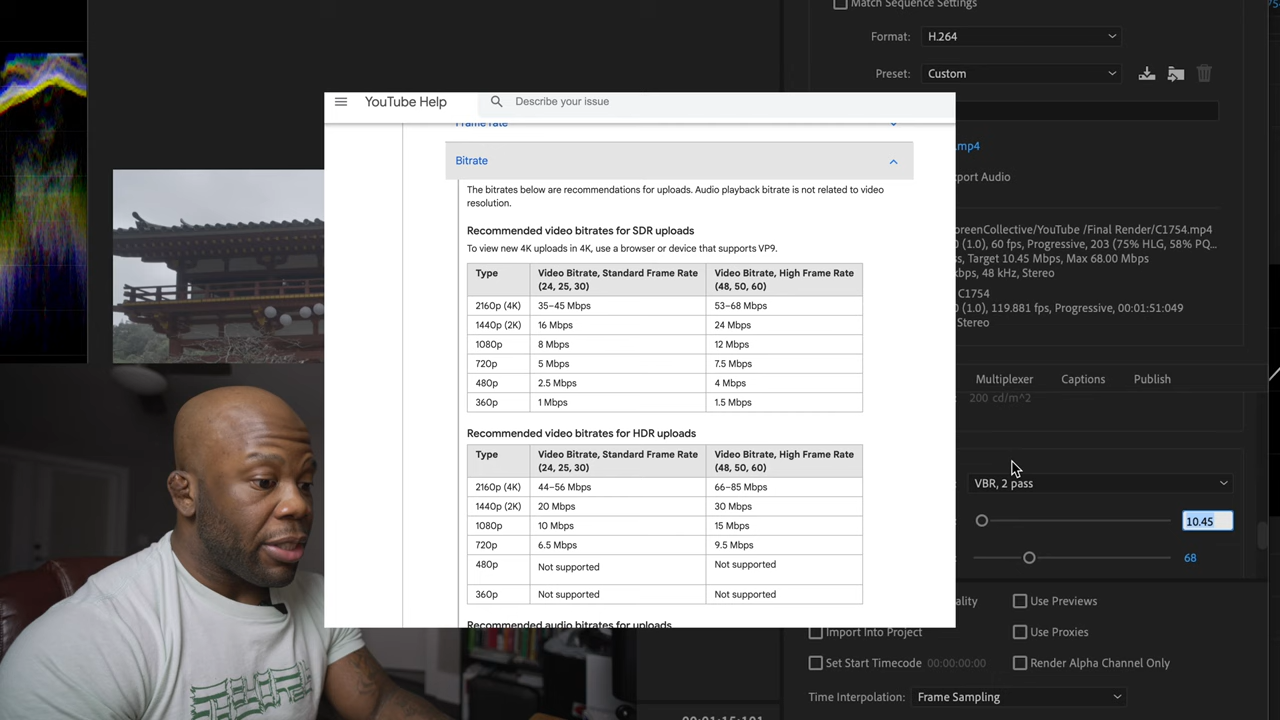 Match Sequence Settings
Format: H.264
Preset: Custom
YouTube Help
Describe your issue
Frame rate
.mp4
Bitrate
xport Audio
The bitrates below are recommendations for uploads. Audio playback bitrate is not related to video
resolution.
Recommended video bitrates for SDR uploads
To view new 4K uploads in 4K, use a browser or device that supports VP9.
Type Video Bitrate, Standard Frame Rate (24, 25, 30) Video Bitrate, High Frame Rate (48, 50, 60)
2160p (4K) 35–45 Mbps 53–68 Mbps
1440p (2K) 16 Mbps 24 Mbps
1080p 8 Mbps 12 Mbps
720p 5 Mbps 7.5 Mbps
480p 2.5 Mbps 4 Mbps
360p 1 Mbps 1.5 Mbps
Recommended video bitrates for HDR uploads
Type Video Bitrate, Standard Frame Rate (24, 25, 30) Video Bitrate, High Frame Rate (48, 50, 60)
2160p (4K) 44–56 Mbps 66–85 Mbps
1440p (2K) 20 Mbps 30 Mbps
1080p 10 Mbps 15 Mbps
720p 6.5 Mbps 9.5 Mbps
480p Not supported Not supported
360p Not supported Not supported
Recommended audio bitrates for uploads
reenCollective/YouTube /Final Render/C1754.mp4
0 (1.0), 60 fps, Progressive, 203 (75% HLG, 58% PQ...
s, Target 10.45 Mbps, Max 68.00 Mbps
kbps, 48 kHz, Stereo
C1754
0 (1.0), 119.881 fps, Progressive, 00:01:51:049
Stereo
Multiplexer Captions Publish
200 cd/m^2
VBR, 2 pass
10.45
68
ality Use Previews
Import Into Project Use Proxies
Set Start Timecode 00:00:00:00 Render Alpha Channel Only
Time Interpolation: Frame Sampling